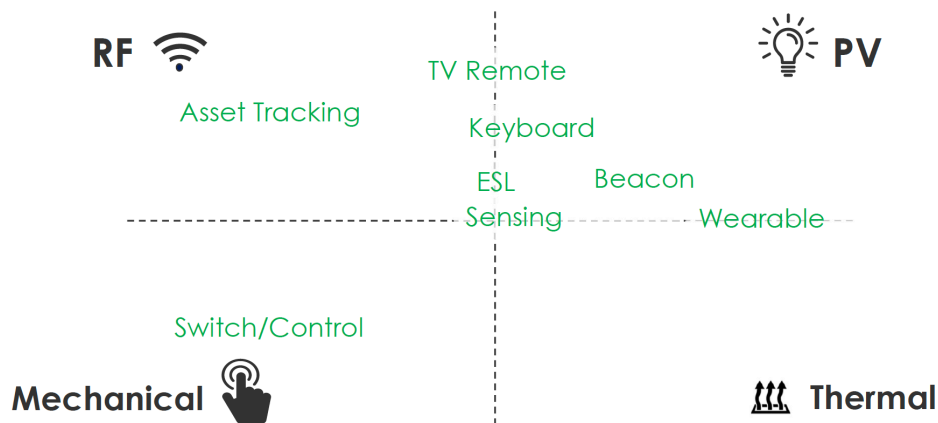 RF
PV
TV Remote
Asset Tracking
Keyboard
ESL
Beacon
Sensing
Wearable
Switch/Control
Mechanical
Thermal